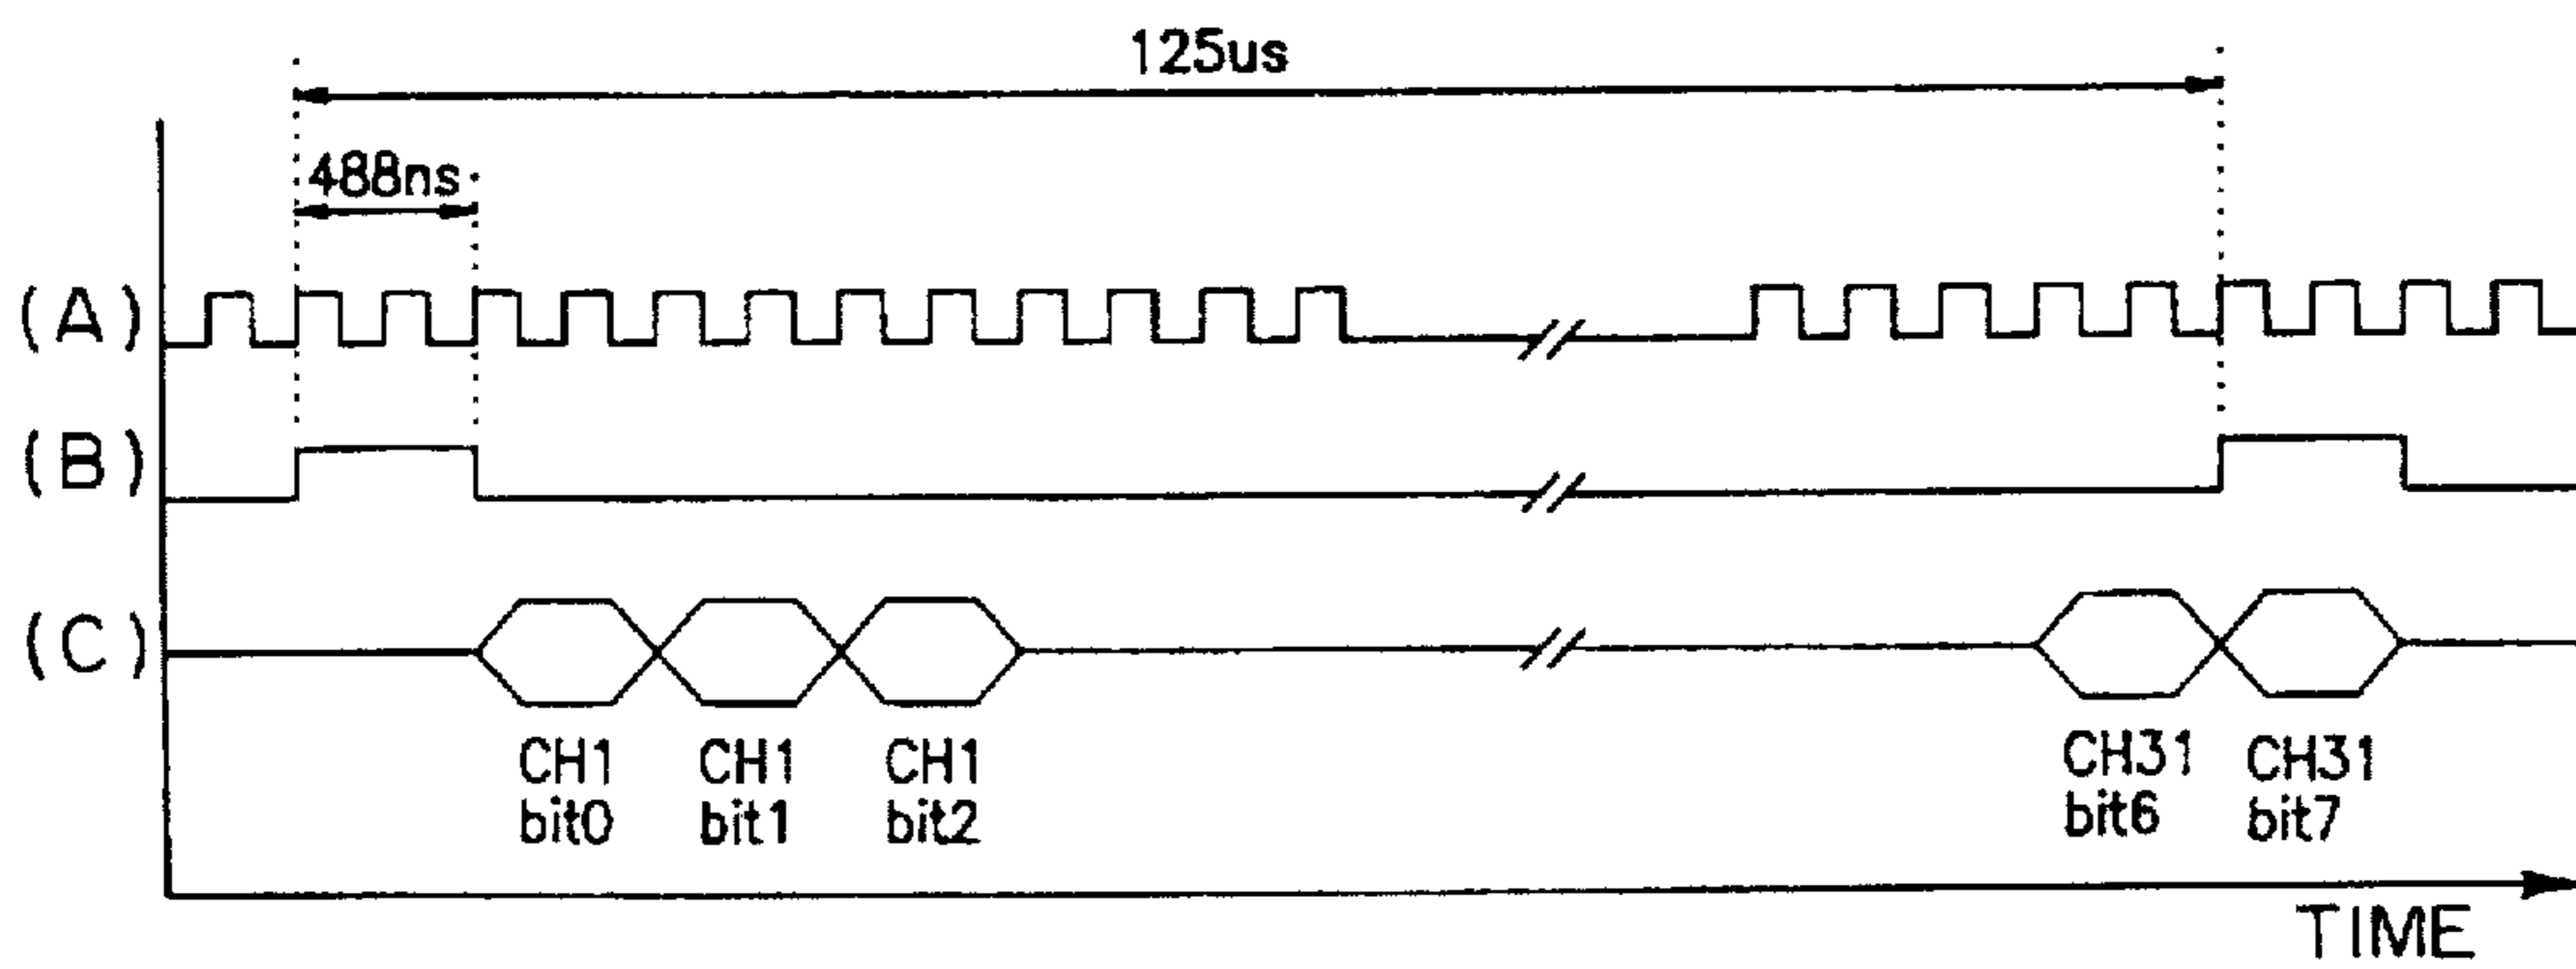 125us
488ns
(A)
(B)
(C)
CH1 CH1 CH1 CH31 CH31
bit0 bit1 bit2 bit6 bit7
TIME